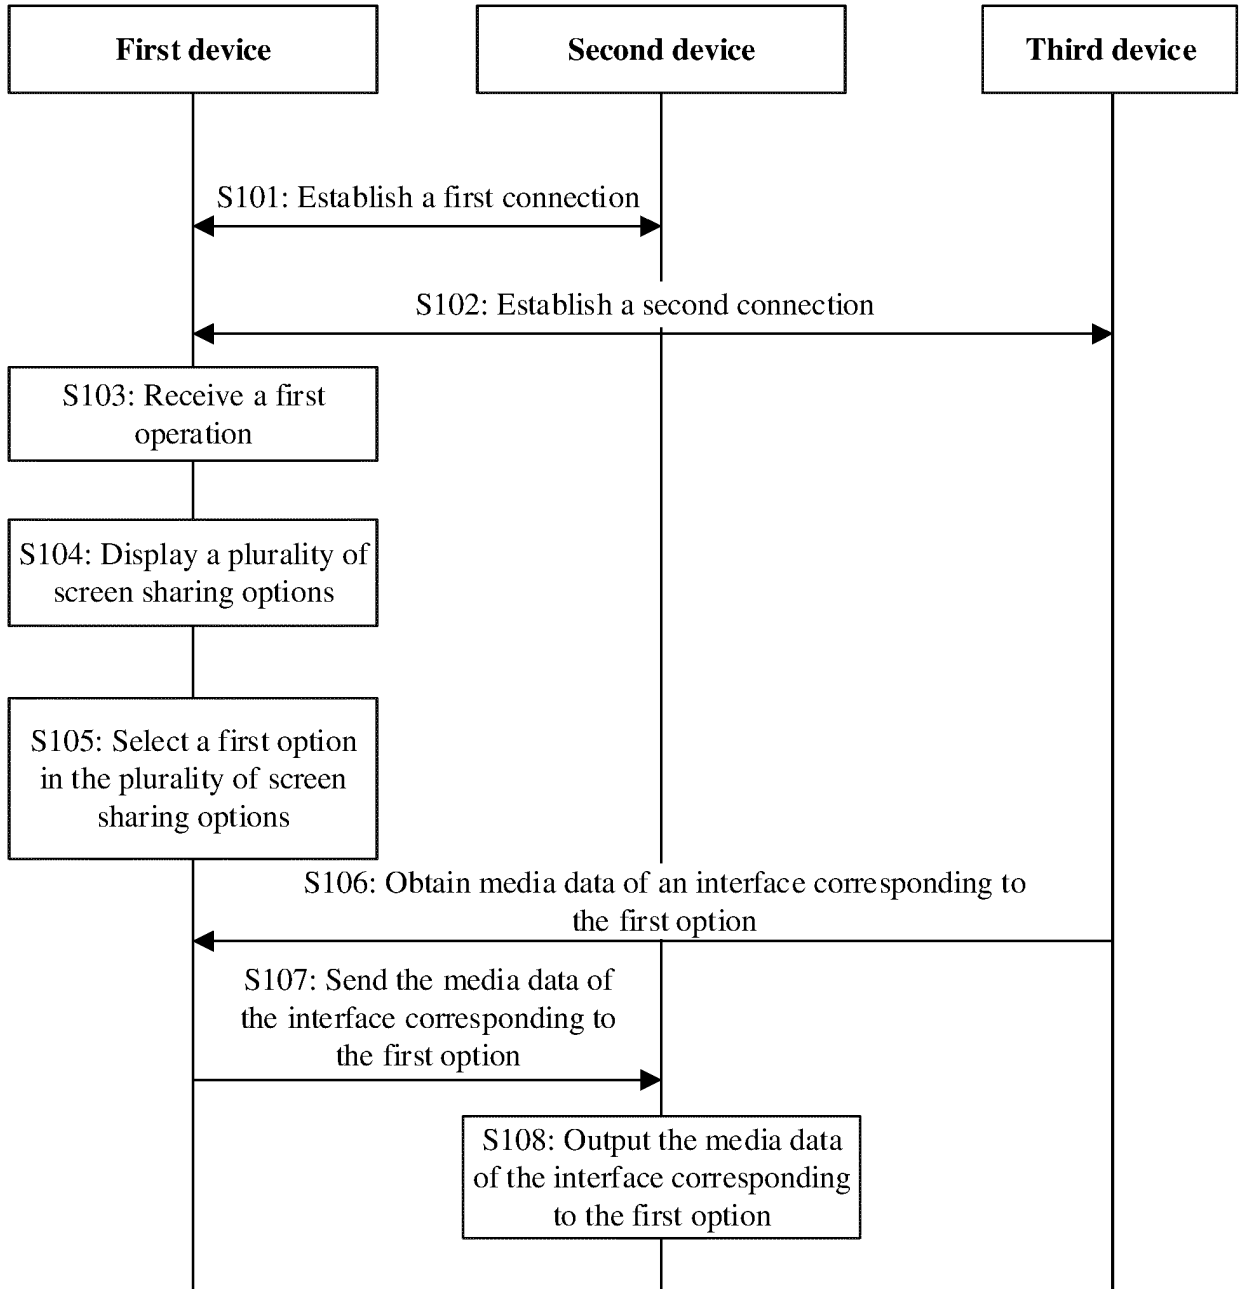 First device
Second device
Third device
S101: Establish a first connection
S102: Establish a second connection
S103: Receive a first
operation
S104: Display a plurality of
screen sharing options
S105: Select a first option
in the plurality of screen
sharing options
S106: Obtain media data of an interface corresponding to
the first option
S107: Send the media data of
the interface corresponding to
the first option
S108: Output the media data
of the interface corresponding
to the first option